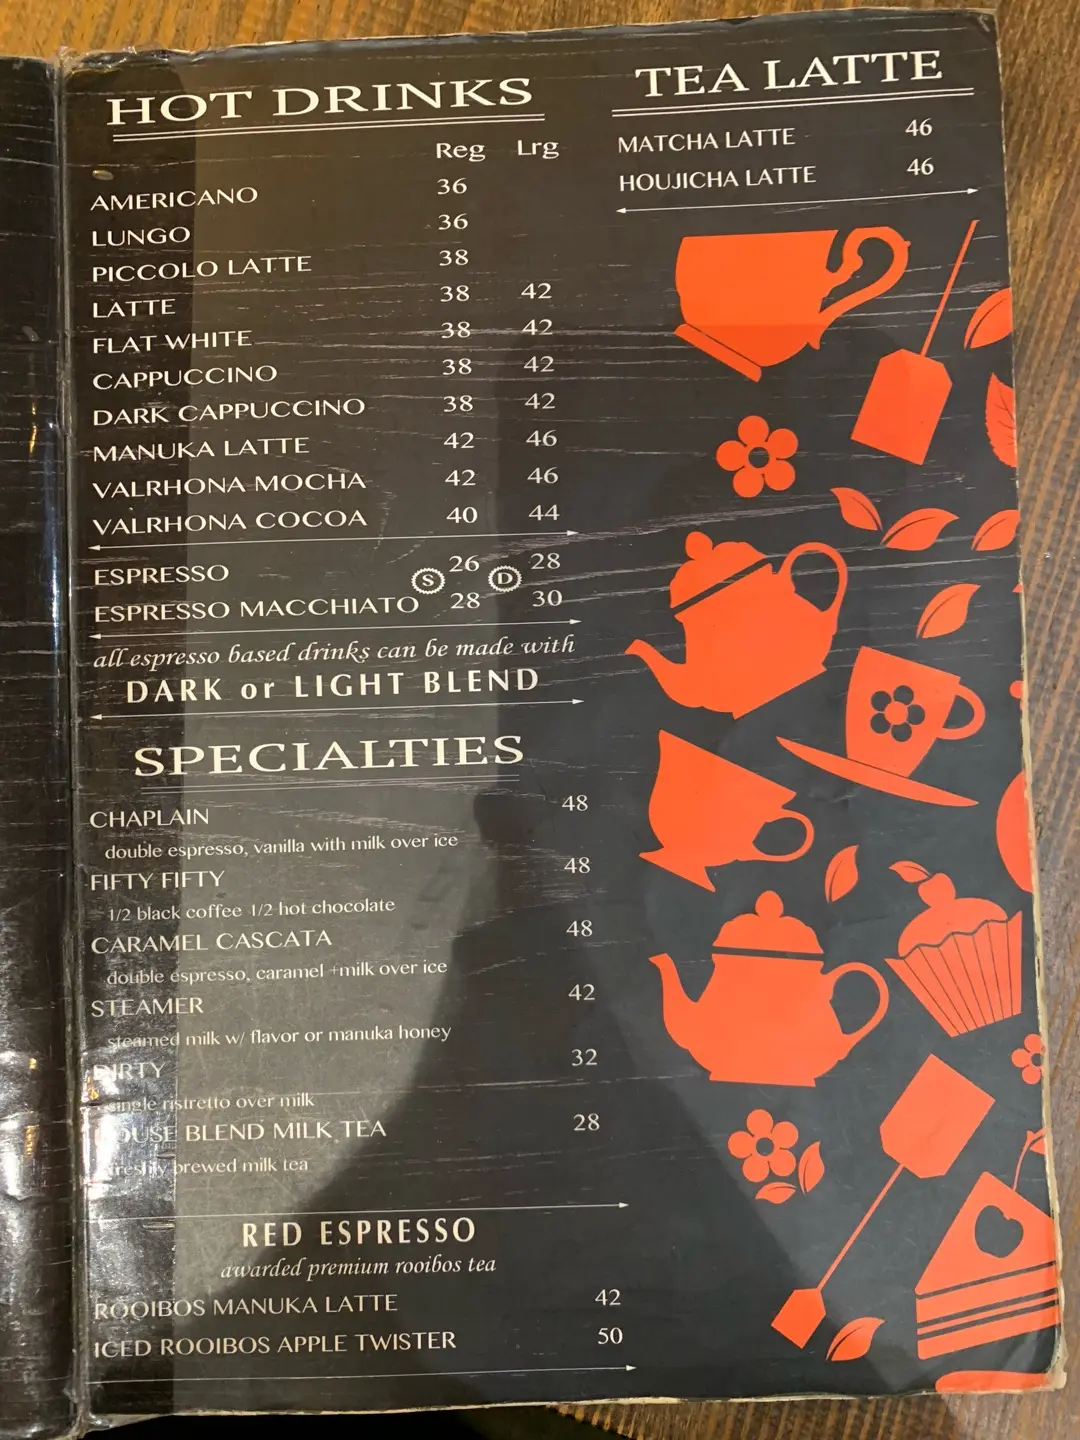 HOT DRINKS
Reg Lrg
AMERICANO 36
LUNGO 36
PICCOLO LATTE 38
LATTE 38 42
FLAT WHITE 38 42
CAPPUCCINO 38 42
DARK CAPPUCCINO 38 42
MANUKA LATTE 42 46
VALRHONA MOCHA 42 46
VALRHONA COCOA 40 44
ESPRESSO S 26 D 28
ESPRESSO MACCHIATO 28 30
all espresso based drinks can be made with
DARK or LIGHT BLEND
SPECIALTIES
CHAPLAIN 48
double espresso, vanilla with milk over ice
FIFTY FIFTY 48
1/2 black coffee 1/2 hot chocolate
CARAMEL CASCATA 48
double espresso, caramel +milk over ice
STEAMER 42
steamed milk w/ flavor or manuka honey
DIRTY 32
single ristretto over milk
HOUSE BLEND MILK TEA 28
freshly brewed milk tea
RED ESPRESSO
awarded premium rooibos tea
ROOIBOS MANUKA LATTE 42
ICED ROOIBOS APPLE TWISTER 50
TEA LATTE
MATCHA LATTE 46
HOUJICHA LATTE 46